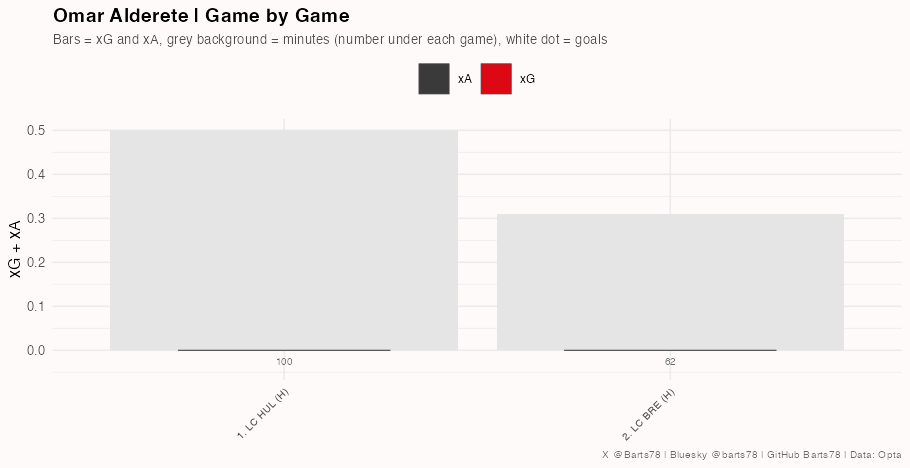 Omar Alderete | Game by Game
Bars = xG and xA, grey background = minutes (number under each game), white dot = goals
xA xG
xG + xA
0.5
0.4
0.3
0.2
0.1
0.0
100 62
1. LC HUL (H) 2. LC BRE (H)
X @Barts78 | Bluesky @barts78 | GitHub Barts78 | Data: Opta